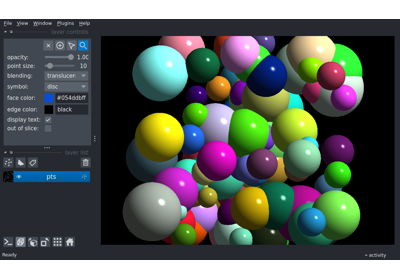 File View Window Plugins Help
layer controls
opacity: 1.00
point size: 10
blending: translucen
symbol: disc
face color: #054ddbff
edge color: black
display text:
out of slice:
layer list
pts
Ready activity